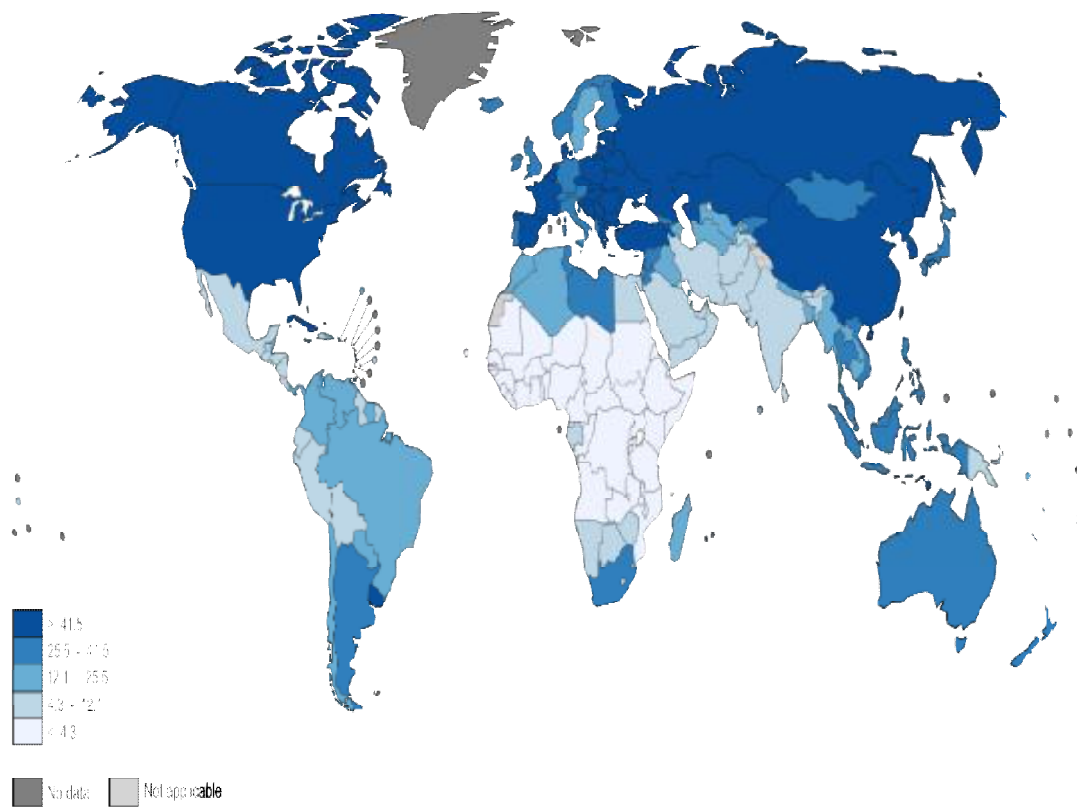 ≥ 41.5
25.5 - 41.5
12.1 - 25.5
4.3 - 12.1
< 4.3
No data
Not applicable